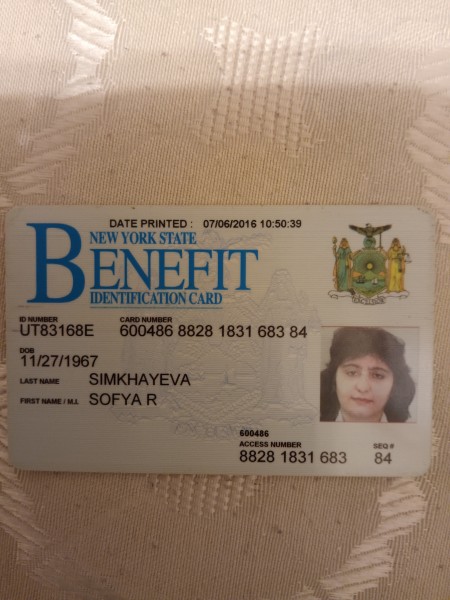 DATE PRINTED : 07/06/2016 10:50:39
NEW YORK STATE
BENEFIT
IDENTIFICATION CARD
ID NUMBER CARD NUMBER
UT83168E 600486 8828 1831 683 84
DOB
11/27/1967
LAST NAME SIMKHAYEVA
FIRST NAME / M.I. SOFYA R
600486
ACCESS NUMBER SEQ #
8828 1831 683 84